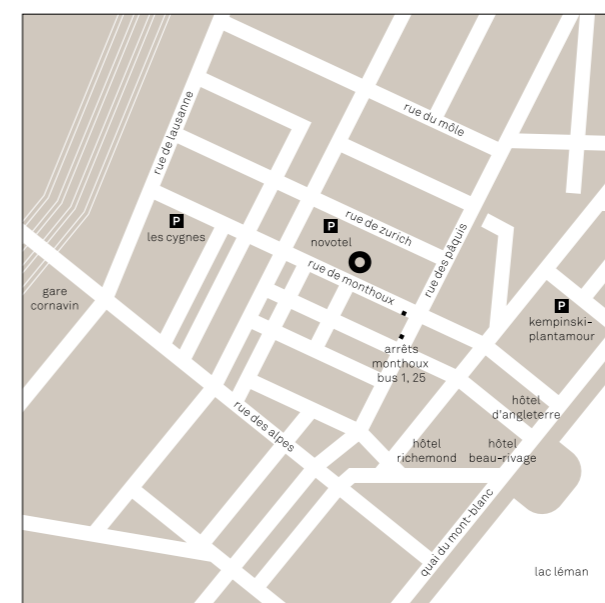 rue du môle
rue de lausanne
P
les cygnes
P
novotel
rue de zurich
rue des pâquis
rue de monthoux
gare
cornavin
P
kempinski-
plantamour
arrêts
monthoux
bus 1, 25
hôtel
d'angleterre
rue des alpes
hôtel
richemond
hôtel
beau-rivage
quai du mont-blanc
lac léman